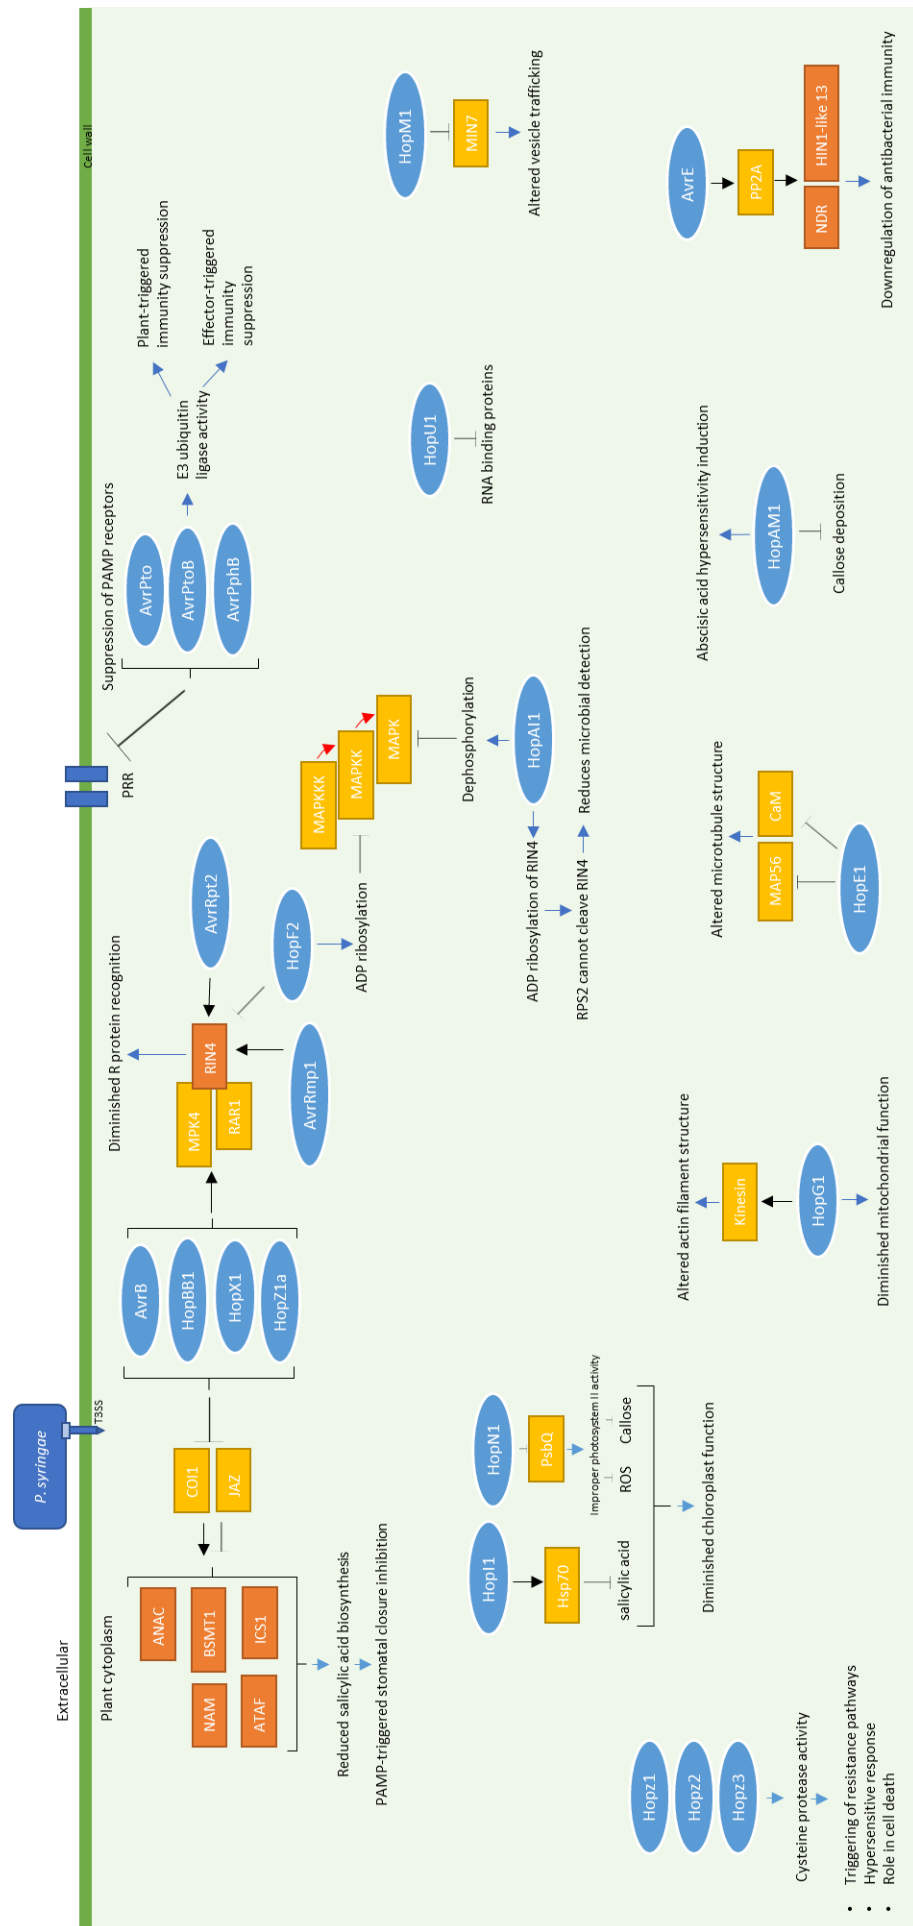 Extracellular
P. syringae
T3SS
Cell wall
Plant cytoplasm
ANAC
NAM
BSMT1
ATAF
ICS1
Reduced salicylic acid biosynthesis
PAMP-triggered stomatal closure inhibition
COI1
JAZ
AvrB
HopBB1
HopX1
HopZ1a
Diminished R protein recognition
MPK4
RAR1
RIN4
AvrRpt2
HopF2
AvrRmp1
ADP ribosylation
PRR
Suppression of PAMP receptors
AvrPto
AvrPtoB
AvrPphB
E3 ubiquitin
ligase activity
Plant-triggered
immunity suppression
Effector-triggered
immunity
suppression
MAPKKK
MAPKK
MAPK
Dephosphorylation
HopAI1
ADP ribosylation of RIN4
RPS2 cannot cleave RIN4
Reduces microbial detection
HopU1
RNA binding proteins
HopM1
MIN7
Altered vesicle trafficking
HopI1
Hsp70
salicylic acid
HopN1
PsbQ
Improper photosystem II activity
ROS
Callose
Diminished chloroplast function
Hopz1
Hopz2
Hopz3
Cysteine protease activity
• Triggering of resistance pathways
• Hypersensitive response
• Role in cell death
Altered actin filament structure
Kinesin
HopG1
Diminished mitochondrial function
Altered microtubule structure
MAP56
CaM
HopE1
Abscisic acid hypersensitivity induction
HopAM1
Callose deposition
AvrE
PP2A
NDR
HIN1-like 13
Downregulation of antibacterial immunity